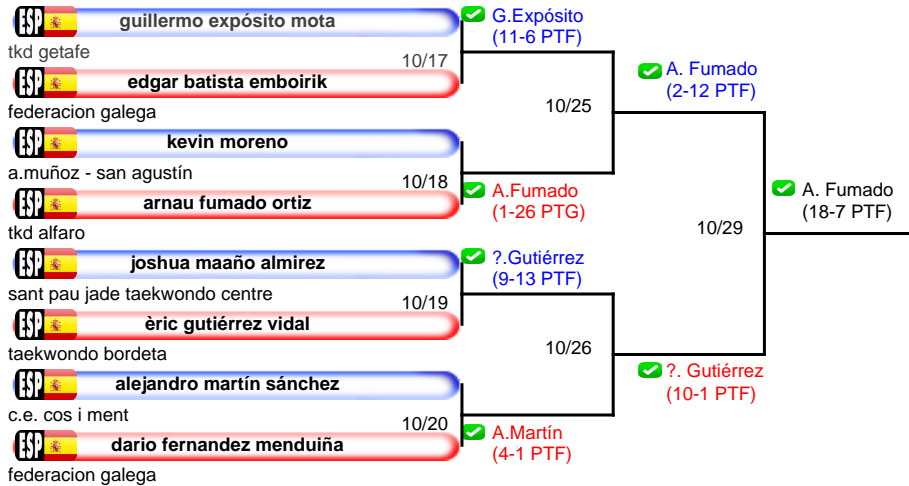 ESP guillermo expósito mota
tkd getafe
10/17
ESP edgar batista emboirik
federacion galega
ESP kevin moreno
a.muñoz - san agustín
10/18
ESP arnau fumado ortiz
tkd alfaro
ESP joshua maaño almirez
sant pau jade taekwondo centre
10/19
ESP èric gutiérrez vidal
taekwondo bordeta
ESP alejandro martín sánchez
c.e. cos i ment
10/20
ESP dario fernandez menduiña
federacion galega
G.Expósito
(11-6 PTF)
10/25
A.Fumado
(1-26 PTG)
?.Gutiérrez
(9-13 PTF)
10/26
A.Martín
(4-1 PTF)
A. Fumado
(2-12 PTF)
10/29
?. Gutiérrez
(10-1 PTF)
A. Fumado
(18-7 PTF)